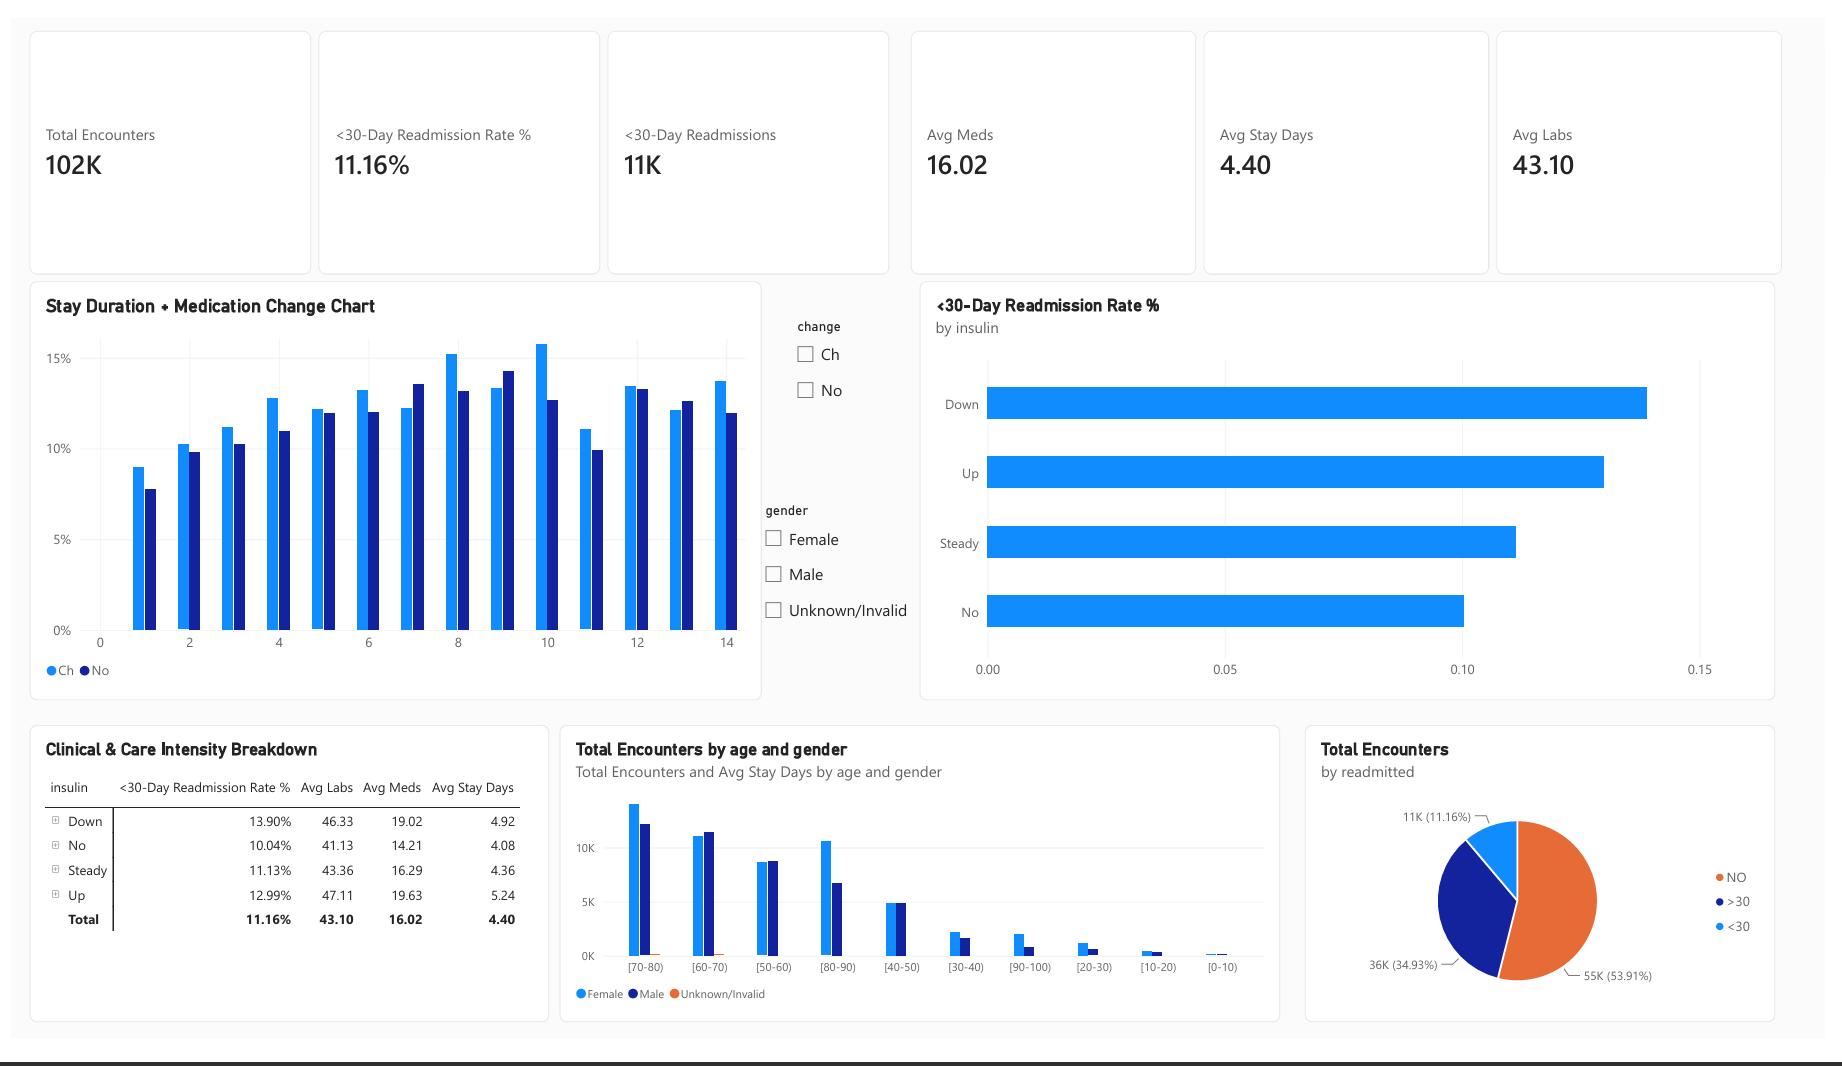 Total Encounters
102K
<30-Day Readmission Rate %
11.16%
<30-Day Readmissions
11K
Avg Meds
16.02
Avg Stay Days
4.40
Avg Labs
43.10
Stay Duration + Medication Change Chart
15%
10%
5%
0%
0 2 4 6 8 10 12 14
Ch No
change
Ch
No
gender
Female
Male
Unknown/Invalid
<30-Day Readmission Rate %
by insulin
Down
Up
Steady
No
0.00 0.05 0.10 0.15
Clinical & Care Intensity Breakdown
insulin <30-Day Readmission Rate % Avg Labs Avg Meds Avg Stay Days
Down 13.90% 46.33 19.02 4.92
No 10.04% 41.13 14.21 4.08
Steady 11.13% 43.36 16.29 4.36
Up 12.99% 47.11 19.63 5.24
Total 11.16% 43.10 16.02 4.40
Total Encounters by age and gender
Total Encounters and Avg Stay Days by age and gender
10K
5K
0K
[70-80) [60-70) [50-60) [80-90) [40-50) [30-40) [90-100) [20-30) [10-20) [0-10)
Female Male Unknown/Invalid
Total Encounters
by readmitted
11K (11.16%)
36K (34.93%)
55K (53.91%)
NO
>30
<30